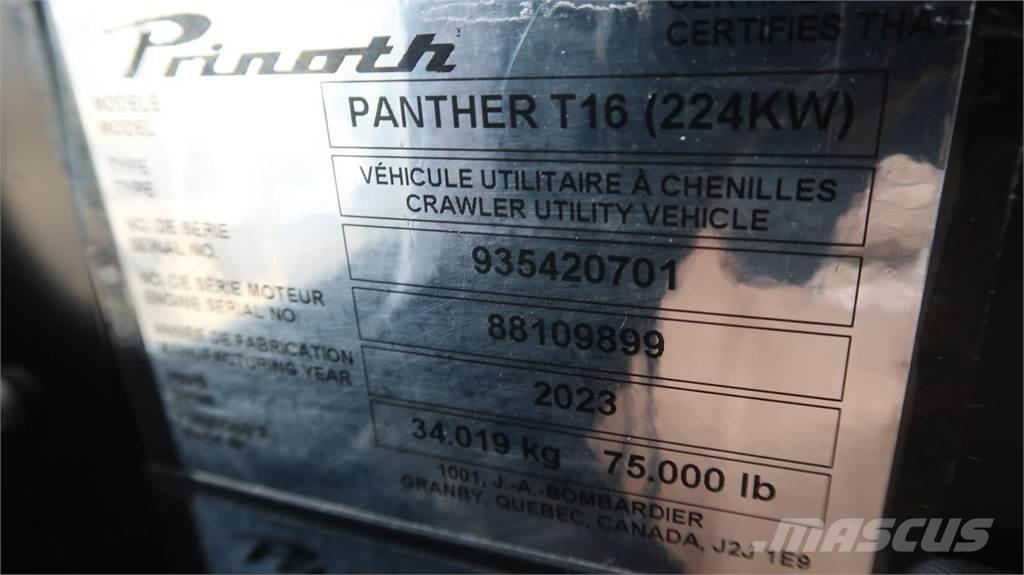 Prinoth
CERTIFIES THAT
MODÈLE
MODEL
PANTHER T16 (224KW)
TYPE
TYPE
VÉHICULE UTILITAIRE À CHENILLES
CRAWLER UTILITY VEHICLE
NO. DE SÉRIE
SERIAL NO.
935420701
NO. DE SÉRIE MOTEUR
ENGINE SERIAL NO.
88109899
ANNÉE DE FABRICATION
MANUFACTURING YEAR
2023
34.019 kg 75.000 lb
1001, J.-A.-BOMBARDIER
GRANBY, QUEBEC, CANADA, J2J 1E9
MASCUS